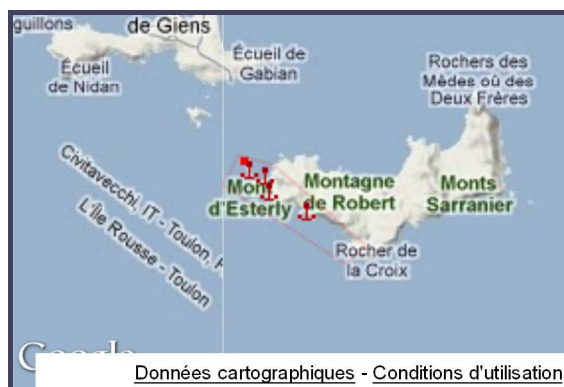 guillons
de Giens
Écueil de
Gabian
Écueil
de Nidan
Rochers des
Mèdes où des
Deux Frères
Mont
d'Esterly
Montagne
de Robert
Monts
Sarranier
Rocher de
la Croix
Civitavecchi, IT - Toulon, F
L'Île Rousse - Toulon
Google
Données cartographiques - Conditions d'utilisation